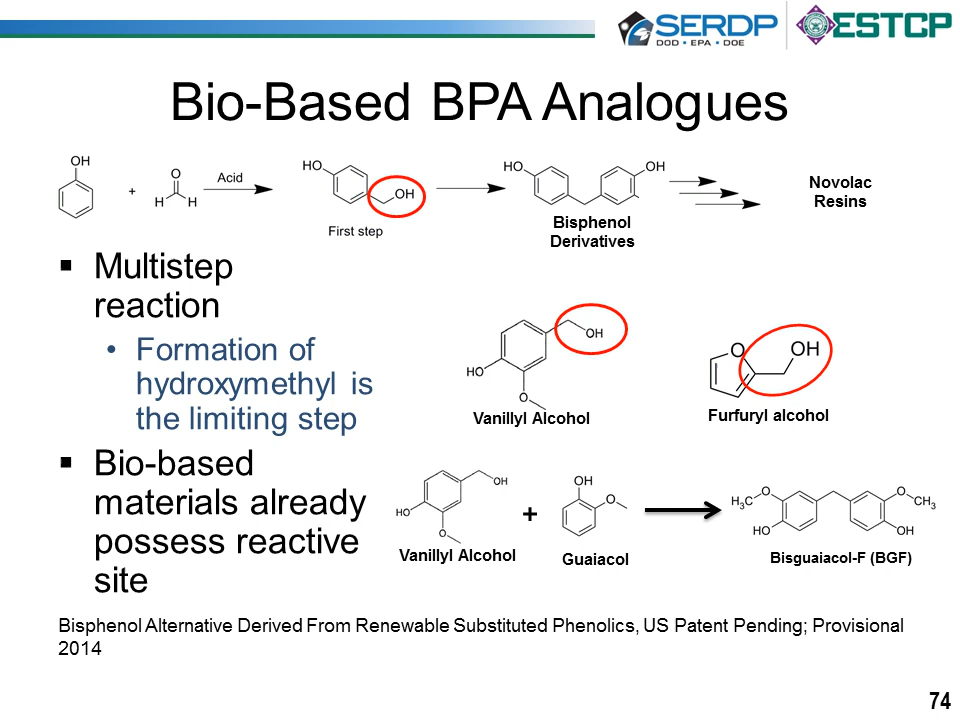 SERDP
DOD • EPA • DOE
ESTCP
Bio-Based BPA Analogues
OH
+
O
H H
Acid
HO
OH
First step
HO
OH
Bisphenol
Derivatives
Novolac
Resins
▪ Multistep
reaction
• Formation of
hydroxymethyl is
the limiting step
▪ Bio-based
materials already
possess reactive
site
OH
HO
O
Vanillyl Alcohol
O
OH
Furfuryl alcohol
OH
HO
O
Vanillyl Alcohol
+
OH
O
Guaiacol
H3C
O
HO
O
CH3
OH
Bisguaiacol-F (BGF)
Bisphenol Alternative Derived From Renewable Substituted Phenolics, US Patent Pending; Provisional
2014
74